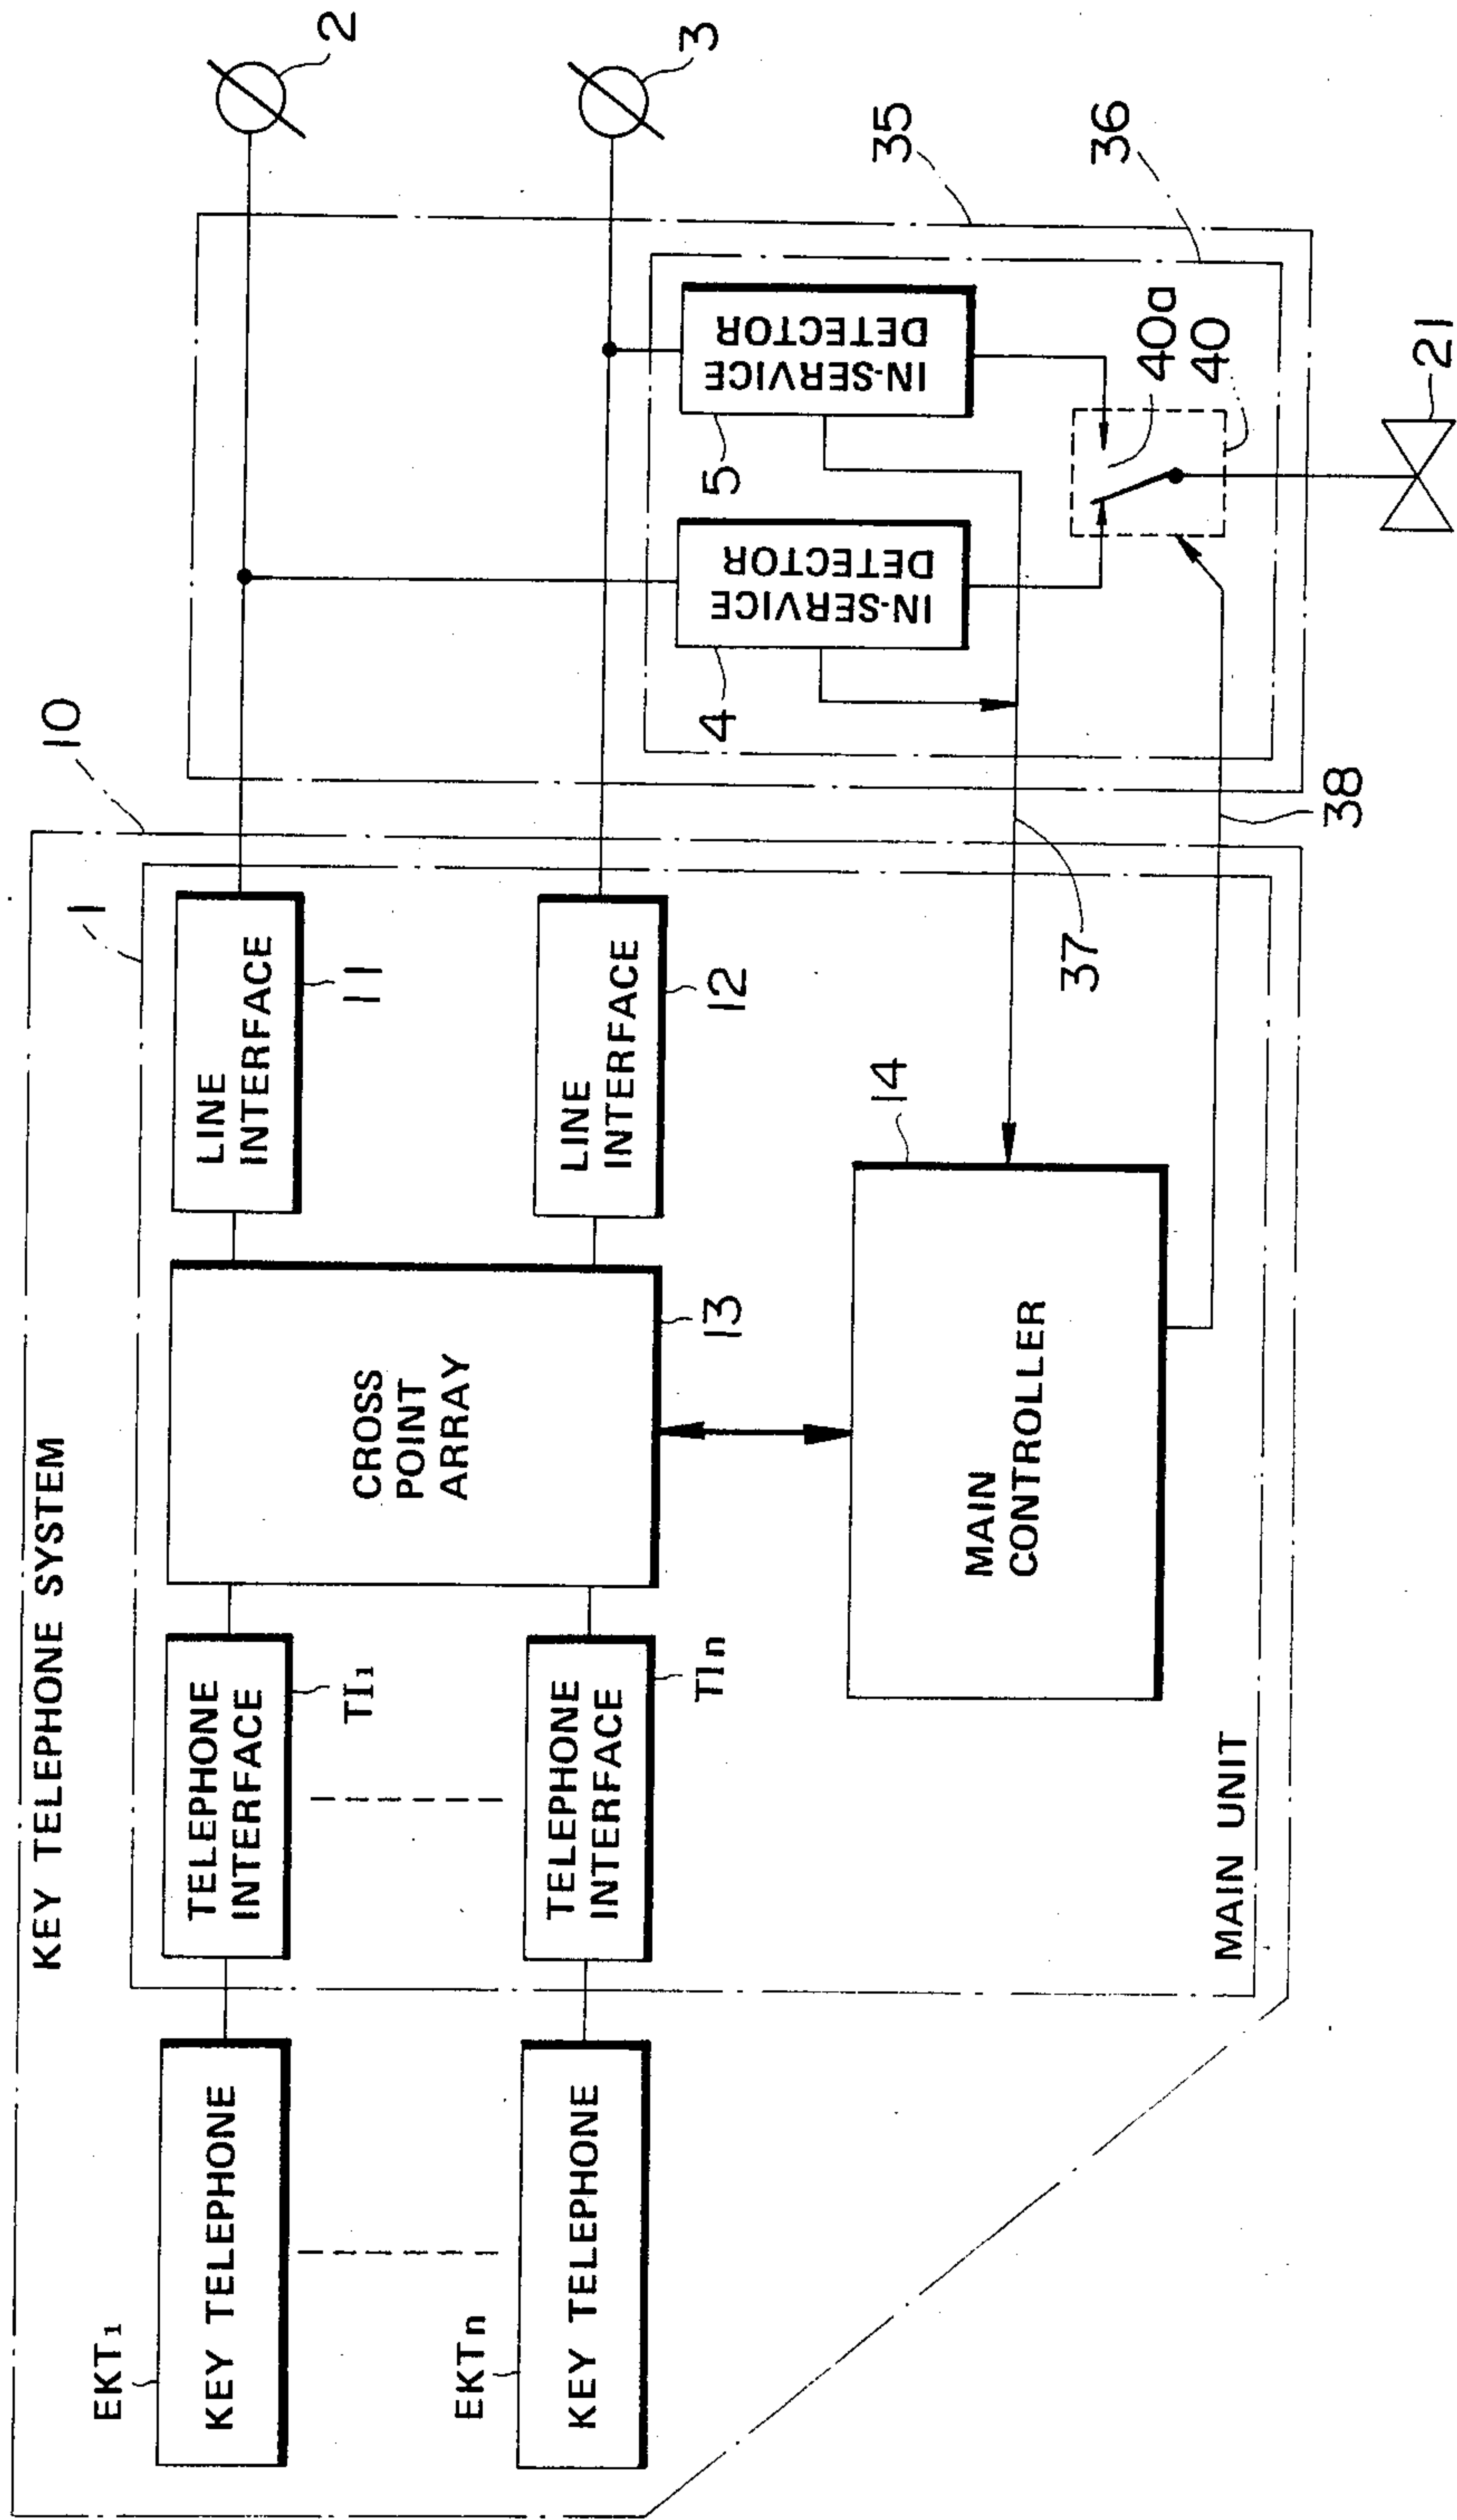 KEY TELEPHONE SYSTEM
10
1
2
3
EKT1
KEY TELEPHONE
TELEPHONE
INTERFACE
TI1
CROSS
POINT
ARRAY
13
LINE
INTERFACE
11
EKTn
KEY TELEPHONE
TELEPHONE
INTERFACE
TIn
LINE
INTERFACE
12
4
IN-SERVICE
DETECTOR
5
IN-SERVICE
DETECTOR
35
36
14
MAIN
CONTROLLER
37
40a
40
38
21
MAIN UNIT